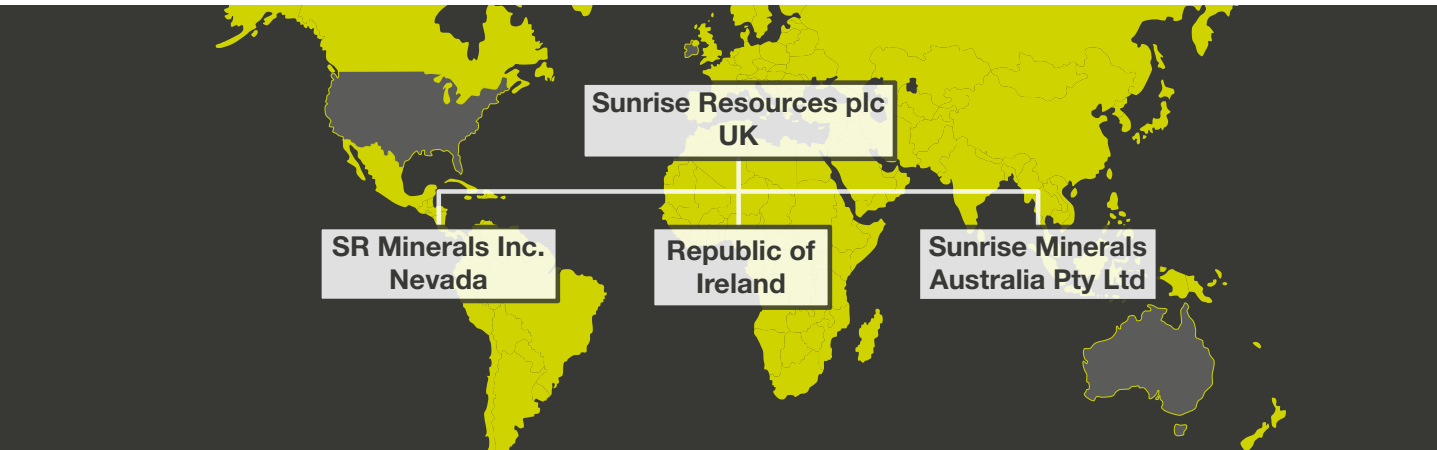 Sunrise Resources plc
UK
SR Minerals Inc.
Nevada
Republic of
Ireland
Sunrise Minerals
Australia Pty Ltd